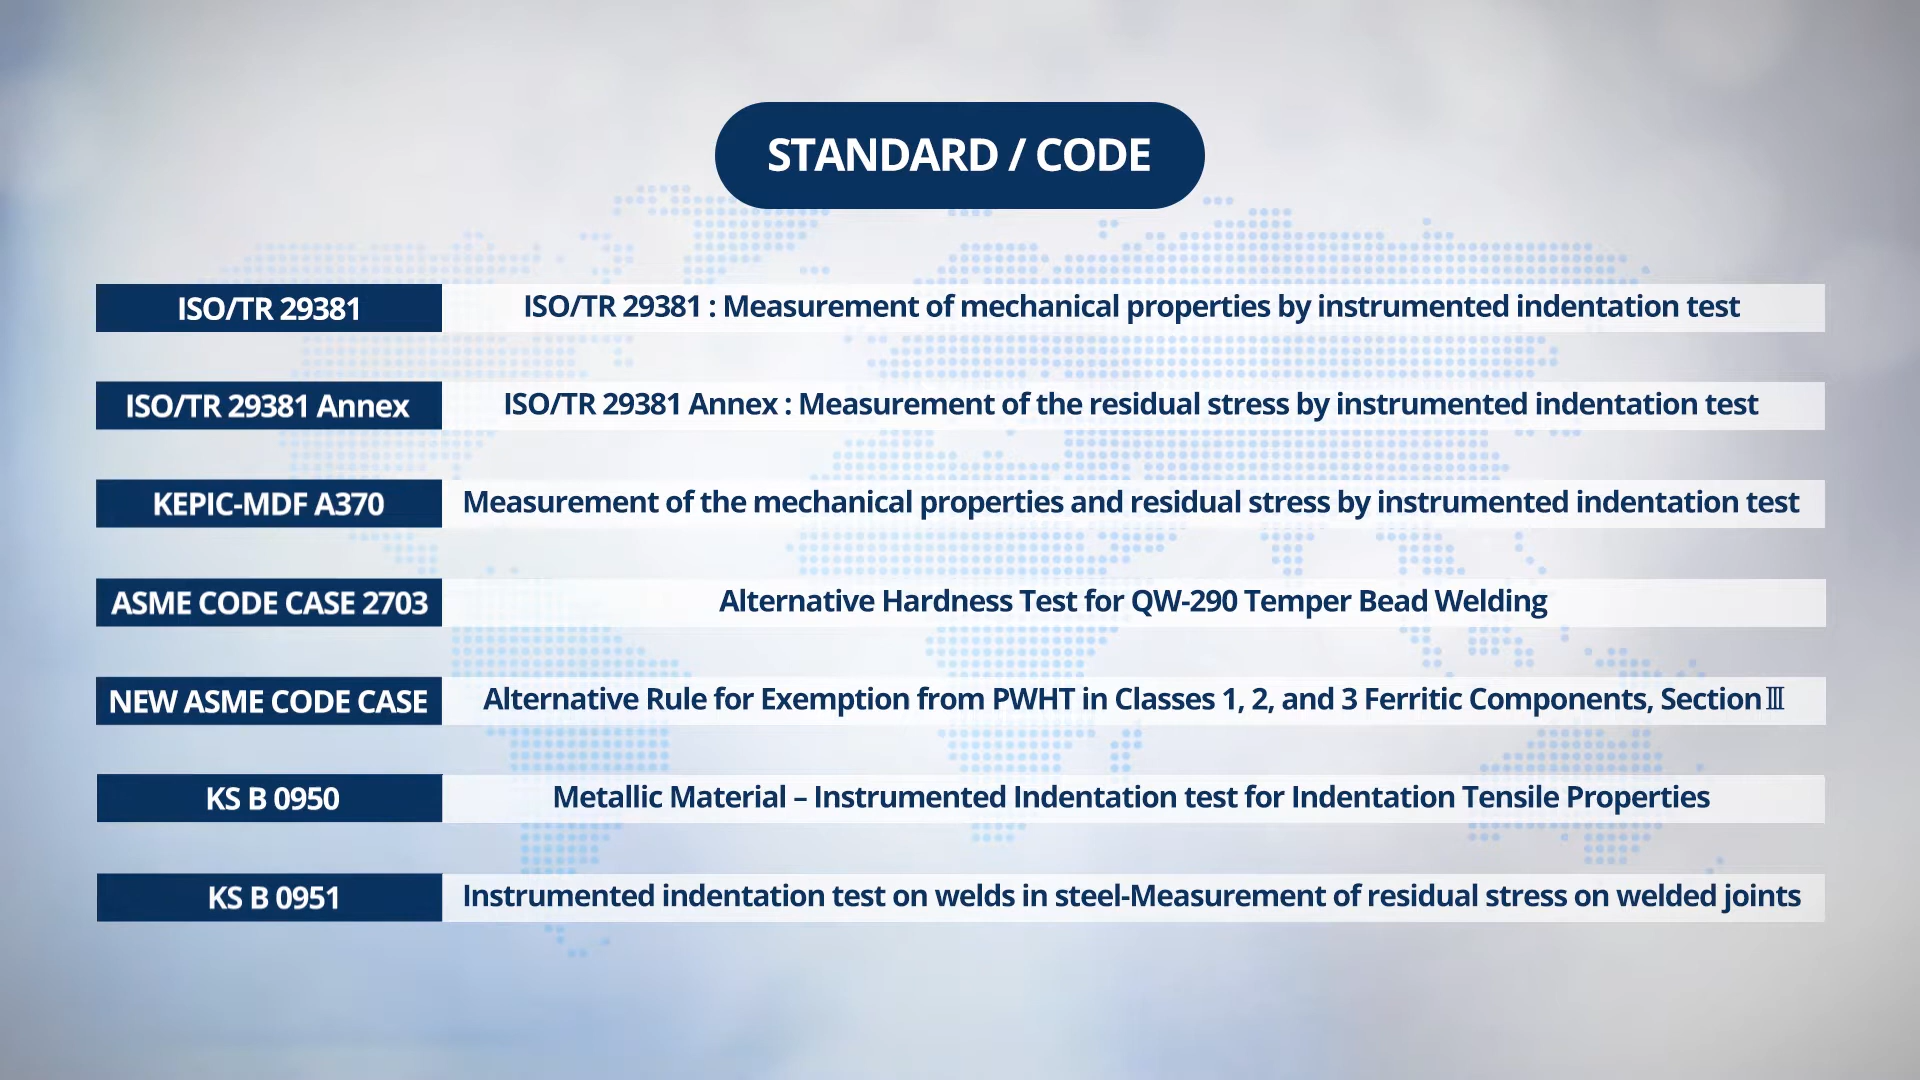 STANDARD / CODE
ISO/TR 29381
ISO/TR 29381 : Measurement of mechanical properties by instrumented indentation test
ISO/TR 29381 Annex
ISO/TR 29381 Annex : Measurement of the residual stress by instrumented indentation test
KEPIC-MDF A370
Measurement of the mechanical properties and residual stress by instrumented indentation test
ASME CODE CASE 2703
Alternative Hardness Test for QW-290 Temper Bead Welding
NEW ASME CODE CASE
Alternative Rule for Exemption from PWHT in Classes 1, 2, and 3 Ferritic Components, Section Ⅲ
KS B 0950
Metallic Material – Instrumented Indentation test for Indentation Tensile Properties
KS B 0951
Instrumented indentation test on welds in steel-Measurement of residual stress on welded joints